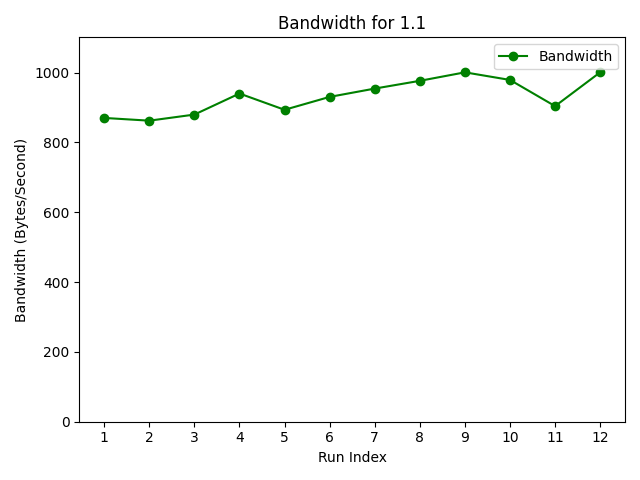 Bandwidth for 1.1
Bandwidth
1000
800
600
400
200
0
Bandwidth (Bytes/Second)
1 2 3 4 5 6 7 8 9 10 11 12
Run Index